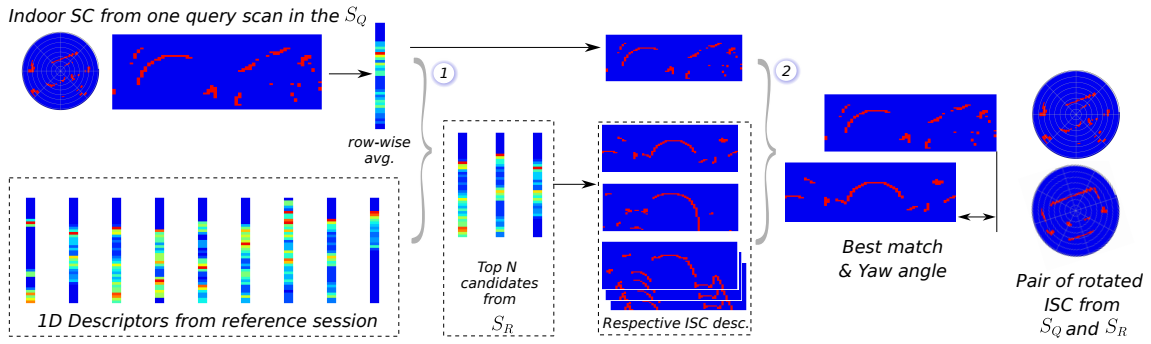 Indoor SC from one query scan in the S_Q
1
2
row-wise
avg.
1D Descriptors from reference session
Top N
candidates
from
S_R
Respective ISC desc.
Best match
& Yaw angle
Pair of rotated
ISC from
S_Q and S_R